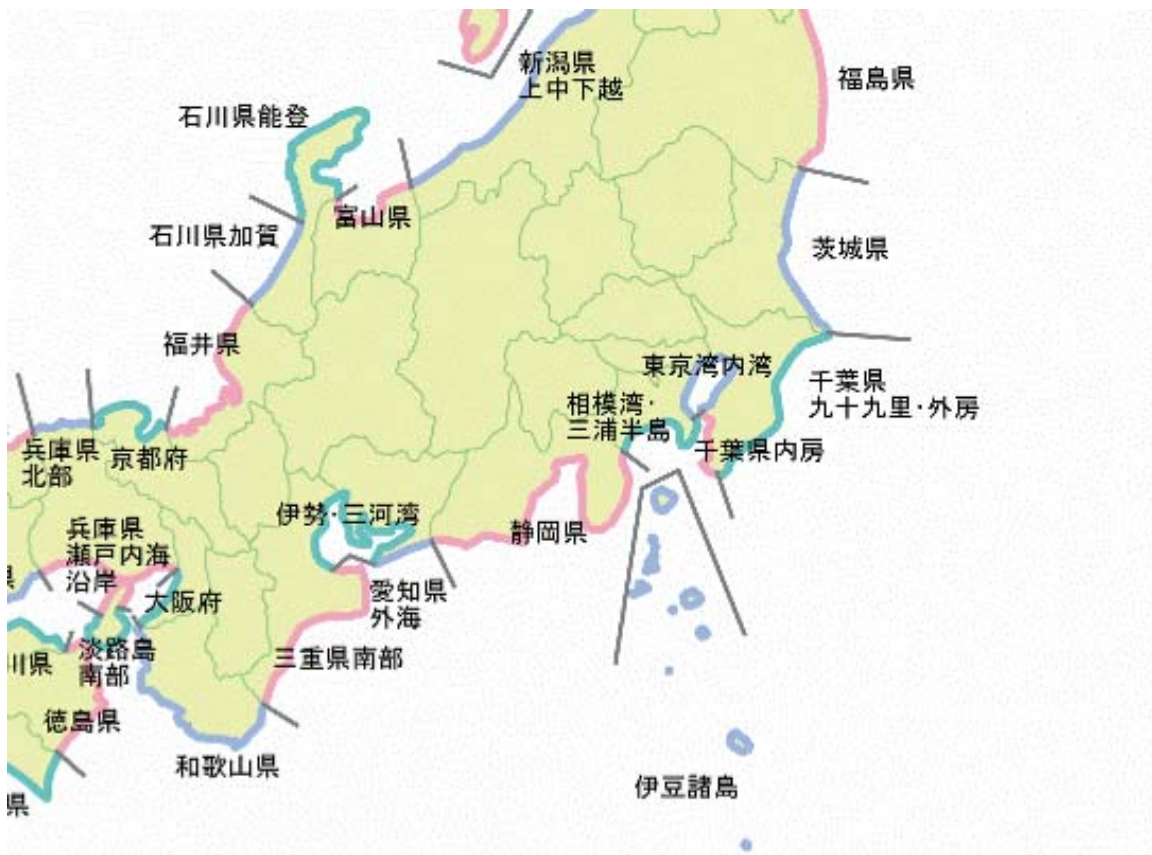 新潟県
上中下越
福島県
石川県能登
富山県
石川県加賀
茨城県
福井県
東京湾内湾
千葉県
九十九里・外房
相模湾・
三浦半島
千葉県内房
兵庫県
北部
京都府
伊勢・三河湾
静岡県
兵庫県
瀬戸内海
沿岸
大阪府
愛知県
外海
淡路島
南部
三重県南部
川県
徳島県
和歌山県
伊豆諸島
県